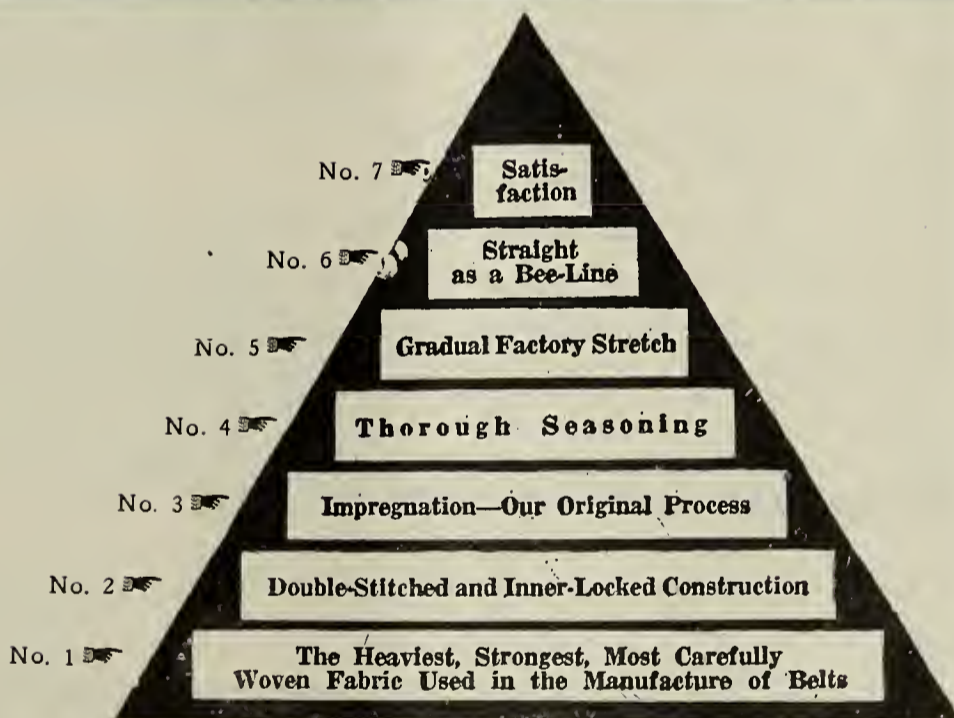 No. 7 Satis-
faction
No. 6 Straight
as a Bee-Line
No. 5 Gradual Factory Stretch
No. 4 Thorough Seasoning
No. 3 Impregnation—Our Original Process
No. 2 Double-Stitched and Inner-Locked Construction
No. 1 The Heaviest, Strongest, Most Carefully
Woven Fabric Used in the Manufacture of Belts